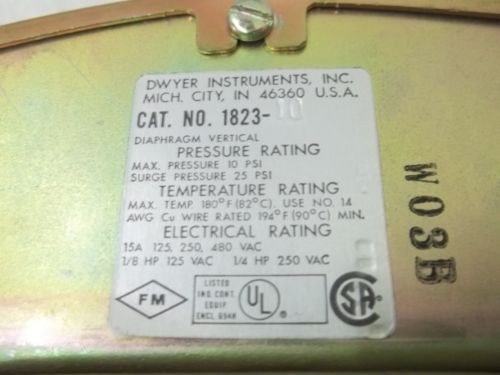 DWYER INSTRUMENTS, INC.
MICH. CITY, IN 46360 U.S.A.
CAT. NO. 1823-10
DIAPHRAGM VERTICAL
PRESSURE RATING
MAX. PRESSURE 10 PSI
SURGE PRESSURE 25 PSI
TEMPERATURE RATING
MAX. TEMP. 180°F (82°C). USE NO. 14
AWG Cu WIRE RATED 194°F (90°C) MIN.
ELECTRICAL RATING
15A 125, 250, 480 VAC
1/8 HP 125 VAC 1/4 HP 250 VAC
FM
LISTED
IND. CONT.
EQUIP.
ENCL. 894B
UL
SA
W03B